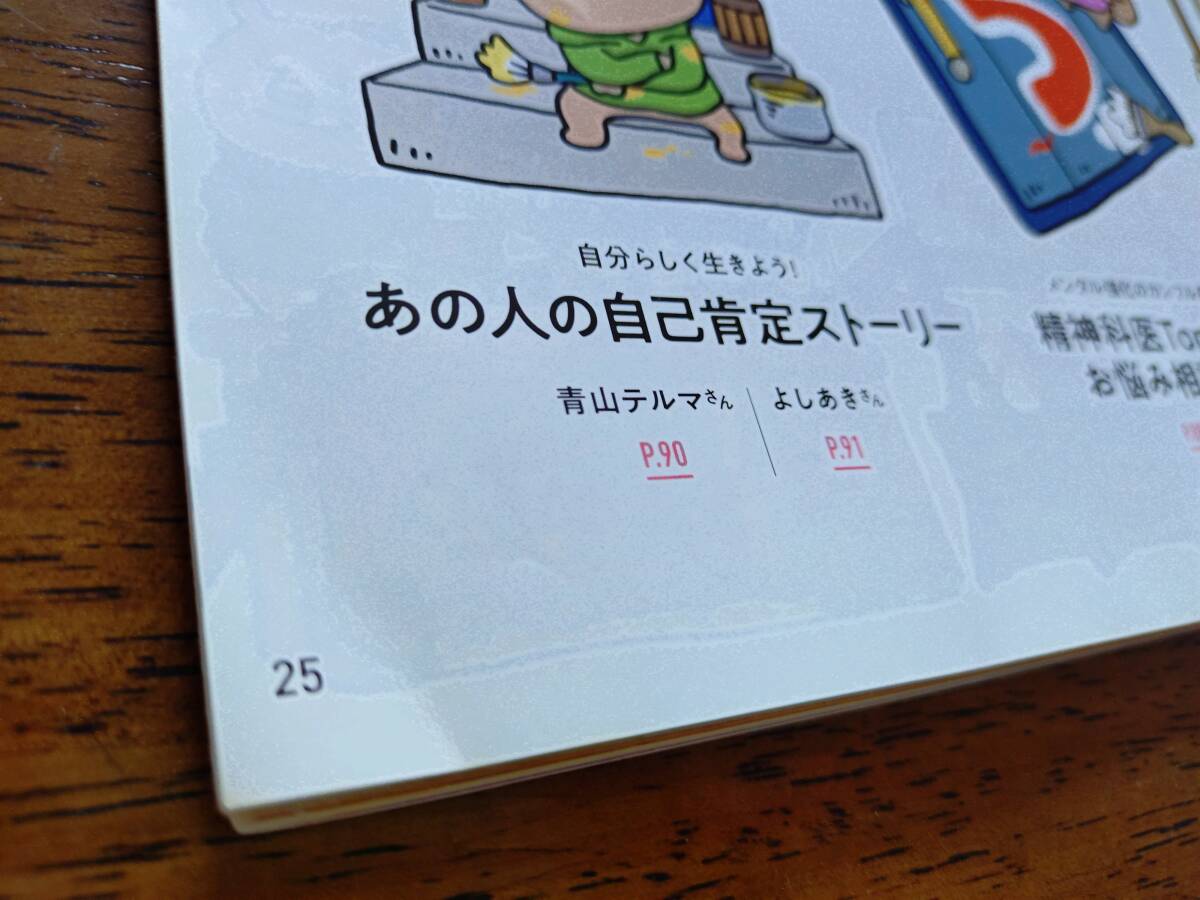 自分らしく生きよう!
あの人の自己肯定ストーリー
青山テルマさん
P.90
よしあきさん
P.91
精神科医To
お悩み相
25